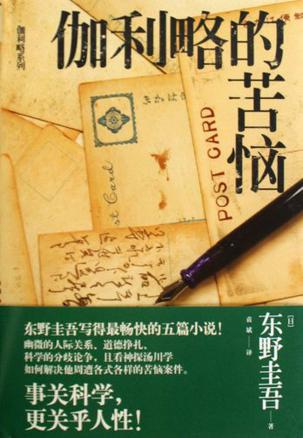 伽利略系列
伽利略的
苦恼
POST CARD
Post
Card
东野圭吾写得最畅快的五篇小说！
幽微的人际关系、道德挣扎，
科学的分歧论争，且看神探汤川学
如何解决他周遭各式各样的苦恼案件。
事关科学，
更关乎人性！
[日]
东野圭吾
著
袁斌
译